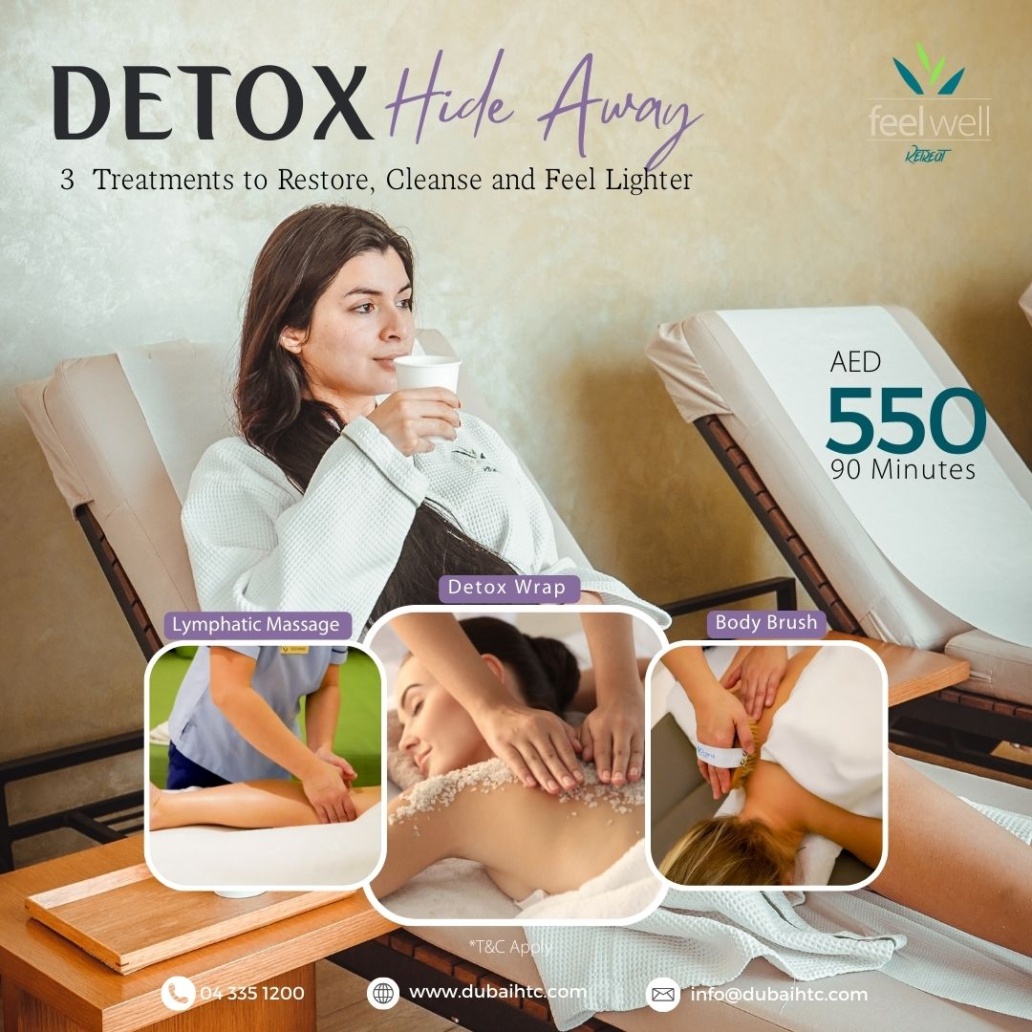 DETOX Hide Away
3 Treatments to Restore, Cleanse and Feel Lighter
feel well
RETREAT
AED
550
90 Minutes
Detox Wrap
Lymphatic Massage
Body Brush
*T&C Apply
04 335 1200
www.dubaihtc.com
info@dubaihtc.com